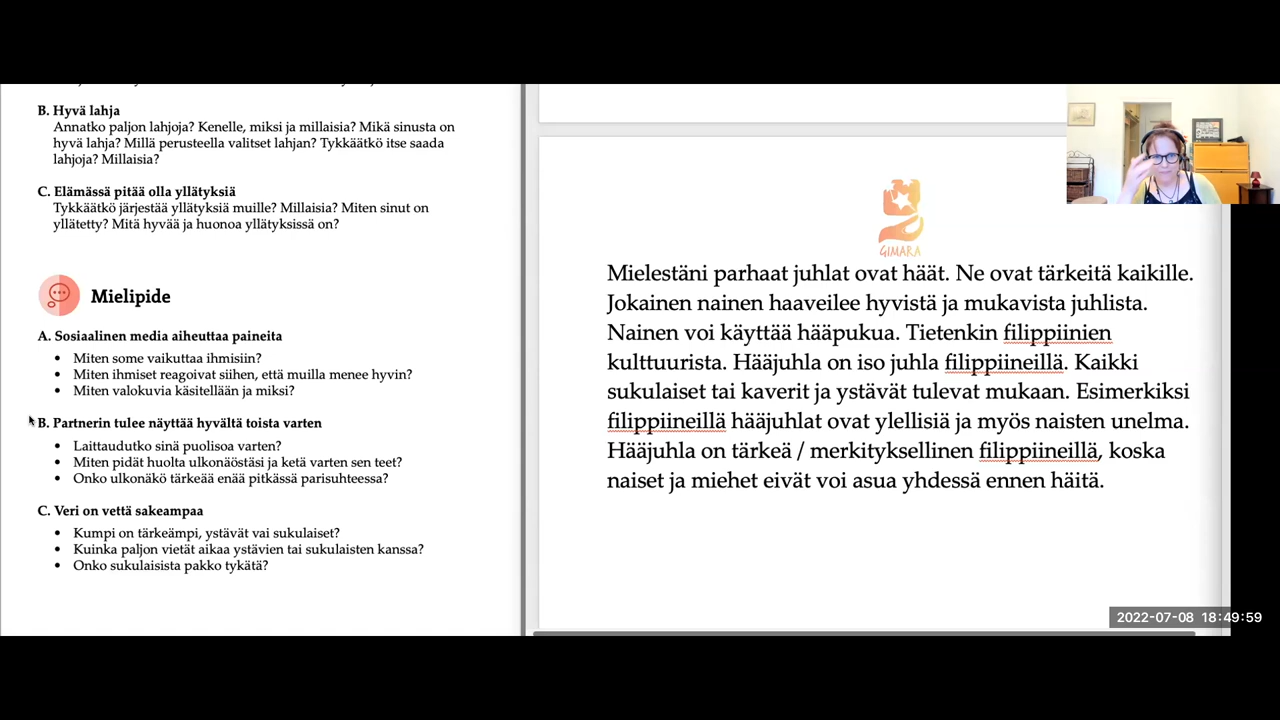 B. Hyvä lahja
Annatko paljon lahjoja? Kenelle, miksi ja millaisia? Mikä sinusta on
hyvä lahja? Millä perusteella valitset lahjan? Tykkäätkö itse saada
lahjoja? Millaisia?
C. Elämässä pitää olla yllätyksiä
Tykkäätkö järjestää yllätyksiä muille? Millaisia? Miten sinut on
yllätetty? Mitä hyvää ja huonoa yllätyksissä on?
Mielipide
A. Sosiaalinen media aiheuttaa paineita
• Miten some vaikuttaa ihmisiin?
• Miten ihmiset reagoivat siihen, että muilla menee hyvin?
• Miten valokuvia käsitellään ja miksi?
B. Partnerin tulee näyttää hyvältä toista varten
• Laittaudutko sinä puolisoa varten?
• Miten pidät huolta ulkonäöstäsi ja ketä varten sen teet?
• Onko ulkonäkö tärkeää enää pitkässä parisuhteessa?
C. Veri on vettä sakeampaa
• Kumpi on tärkeämpi, ystävät vai sukulaiset?
• Kuinka paljon vietät aikaa ystävien tai sukulaisten kanssa?
• Onko sukulaisista pakko tykätä?
GIMARA
Mielestäni parhaat juhlat ovat häät. Ne ovat tärkeitä kaikille.
Jokainen nainen haaveilee hyvistä ja mukavista juhlista.
Nainen voi käyttää hääpukua. Tietenkin filippiinien
kulttuurista. Hääjuhla on iso juhla filippiineillä. Kaikki
sukulaiset tai kaverit ja ystävät tulevat mukaan. Esimerkiksi
filippiineillä hääjuhlat ovat ylellisiä ja myös naisten unelma.
Hääjuhla on tärkeä / merkityksellinen filippiineillä, koska
naiset ja miehet eivät voi asua yhdessä ennen häitä.
2022-07-08 18:49:59